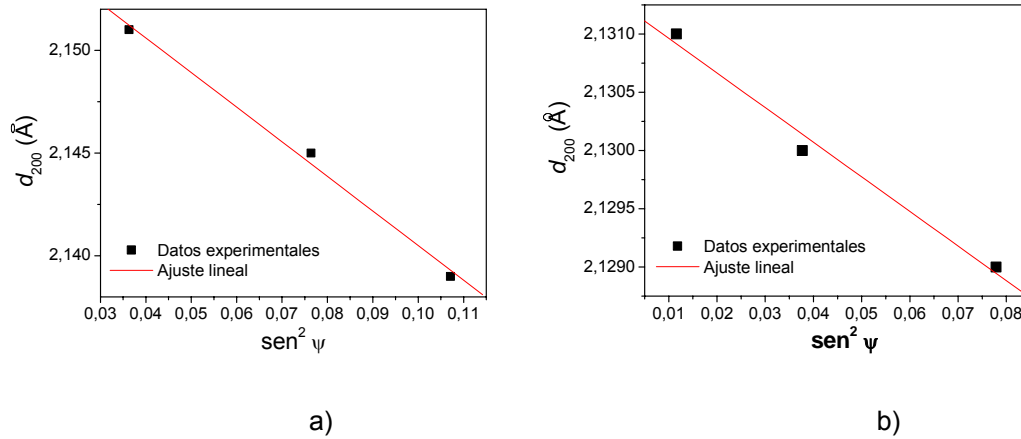 2,150
2,145
2,140
d200 (Å)
Datos experimentales
Ajuste lineal
0,03 0,04 0,05 0,06 0,07 0,08 0,09 0,10 0,11
sen² ψ
a)
2,1310
2,1305
2,1300
2,1295
2,1290
d200 (Å)
Datos experimentales
Ajuste lineal
0,01 0,02 0,03 0,04 0,05 0,06 0,07 0,08
sen² ψ
b)